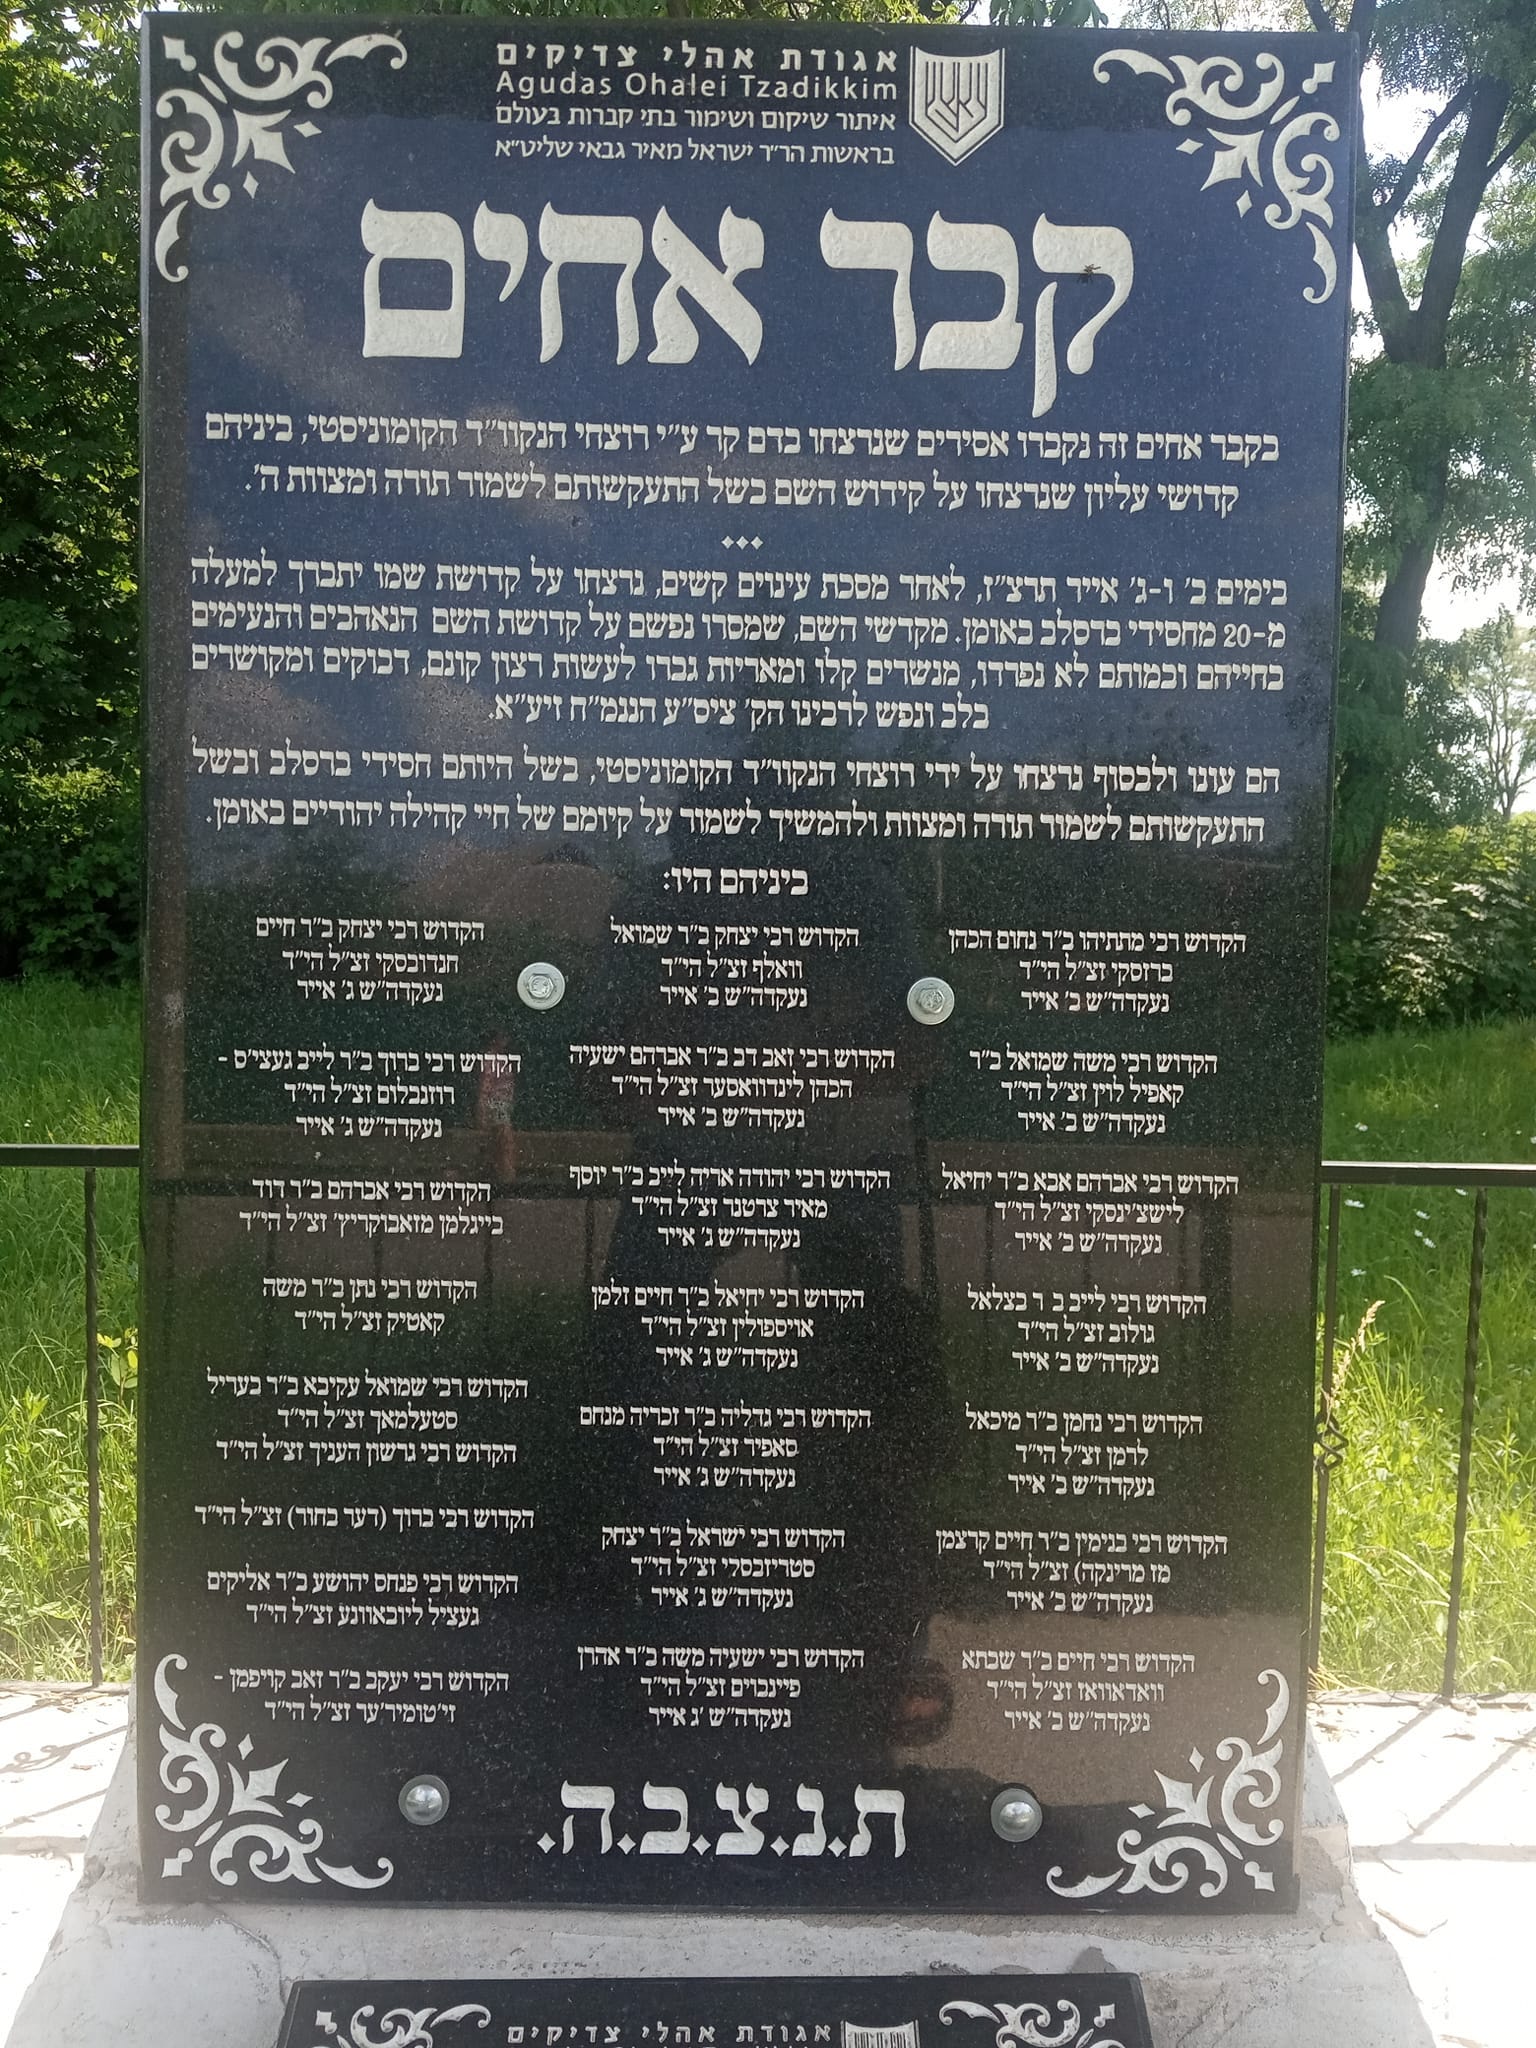 אגודת אהלי צדיקים
Agudas Ohalei Tzadikkim
איתור שיקום ושימור בתי קברות בעולם
בראשות הר״ר ישראל מאיר גבאי שליט״א
קבר אחים
בקבר אחים זה נקברו אסירים שנרצחו בדם קר ע״י רוצחי הנקוו״ד הקומוניסטי, ביניהם
קדושי עליון שנרצחו על קידוש השם בשל התעקשותם לשמור תורה ומצוות ה׳.
בימים ב׳ ו-ג׳ אייר תרצ״ז, לאחר מסכת עינוים קשים, נרצחו על קדושת שמו יתברך למעלה
מ-20 מחסידי ברסלב באומן. מקדשי השם, שמסרו נפשם על קדושת השם הנאהבים והנעימים
בחייהם ובמותם לא נפרדו, מנשרים קלו ומאריות גברו לעשות רצון קונם, דבוקים ומקושרים
בלב ונפש לרבינו הק׳ ציס״ע הננמ״ח זיע״א.
הם עונו ולבסוף נרצחו על ידי רוצחי הנקוו״ד הקומוניסטי, בשל היותם חסידי ברסלב ובשל
התעקשותם לשמור תורה ומצוות ולהמשיך לשמור על קיומם של חיי קהילה יהודיים באומן.
ביניהם היו:
הקדוש רבי מתתיהו ב״ר נחום הכהן
ברסקי זצ״ל הי״ד
נעקדה״ש ב׳ אייר
הקדוש רבי משה שמואל ב״ר
קאפיל לוין זצ״ל הי״ד
נעקדה״ש ב׳ אייר
הקדוש רבי אברהם אבא ב״ר יחיאל
לישצ׳ינסקי זצ״ל הי״ד
נעקדה״ש ב׳ אייר
הקדוש רבי לייב ב ר בצלאל
גולוב זצ״ל הי״ד
נעקדה״ש ב׳ אייר
הקדוש רבי נחמן ב״ר מיכאל
לרמן זצ״ל הי״ד
נעקדה״ש ב׳ אייר
הקדוש רבי בנימין ב״ר חיים קרצמן
מז מרינקה) זצ״ל הי״ד
נעקדה״ש ב׳ אייר
הקדוש רבי חיים ב״ר שבתא
וואראוואז זצ״ל הי״ד
נעקדה״ש ב׳ אייר
הקדוש רבי יצחק ב״ר שמואל
וואלף זצ״ל הי״ד
נעקדה״ש ב׳ אייר
הקדוש רבי זאב דב ב״ר אברהם ישעיה
הכהן לינדוואסער זצ״ל הי״ד
נעקדה״ש ב׳ אייר
הקדוש רבי יהודה אריה לייב ב״ר יוסף
מאיר צרטנר זצ״ל הי״ד
נעקדה״ש ג׳ אייר
הקדוש רבי יחיאל ב״ר חיים זלמן
אויספולין זצ״ל הי״ד
נעקדה״ש ג׳ אייר
הקדוש רבי גדליה ב״ר זכריה מנחם
סאפיר זצ״ל הי״ד
נעקדה״ש ג׳ אייר
הקדוש רבי ישראל ב״ר יצחק
סטריזבסלי זצ״ל הי״ד
נעקדה״ש ג׳ אייר
הקדוש רבי ישעיה משה ב״ר אהרן
פיינבוים זצ״ל הי״ד
נעקדה״ש ׳ג אייר
הקדוש רבי יצחק ב״ר חיים
חנדובסקי זצ״ל הי״ד
נעקדה״ש ג׳ אייר
הקדוש רבי ברוך ב״ר לייב געצי׳ס -
רוזנבלום זצ״ל הי״ד
נעקדה״ש ג׳ אייר
הקדוש רבי אברהם ב״ר דוד
בייגלמן מזאבוקריץ׳ זצ״ל הי״ד
הקדוש רבי נתן ב״ר משה
קאטיק זצ״ל הי״ד
הקדוש רבי שמואל עקיבא ב״ר בעריל
סטעלמאך זצ״ל הי״ד
הקדוש רבי גרשון העניך זצ״ל הי״ד
הקדוש רבי ברוך (דער בחור) זצ״ל הי״ד
הקדוש רבי פנחס יהושע ב״ר אליקים
געציל ליובאוונע זצ״ל הי״ד
הקדוש רבי יעקב ב״ר זאב קויפמן -
זי׳טומיר׳ער זצ״ל הי״ד
ת.נ.צ.ב.ה.
אגודת אהלי צדיקים